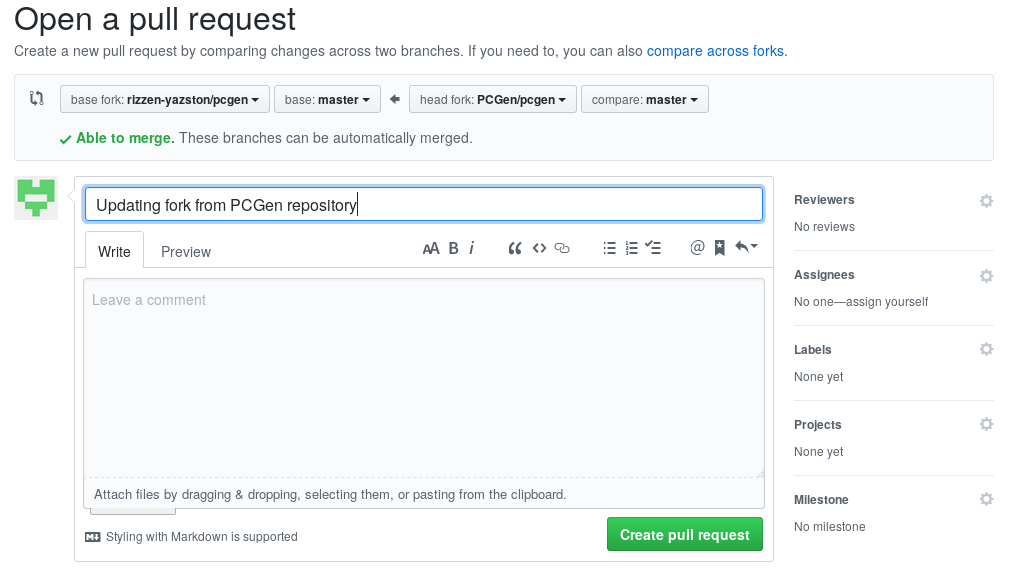 Open a pull request
Create a new pull request by comparing changes across two branches. If you need to, you can also compare across forks.
base fork: rizzen-yazston/pcgen base: master head fork: PCGen/pcgen compare: master
Able to merge. These branches can be automatically merged.
Updating fork from PCGen repository
Write Preview AA B i
Leave a comment
Attach files by dragging & dropping, selecting them, or pasting from the clipboard.
Styling with Markdown is supported
Create pull request
Reviewers
No reviews
Assignees
No one—assign yourself
Labels
None yet
Projects
None yet
Milestone
No milestone